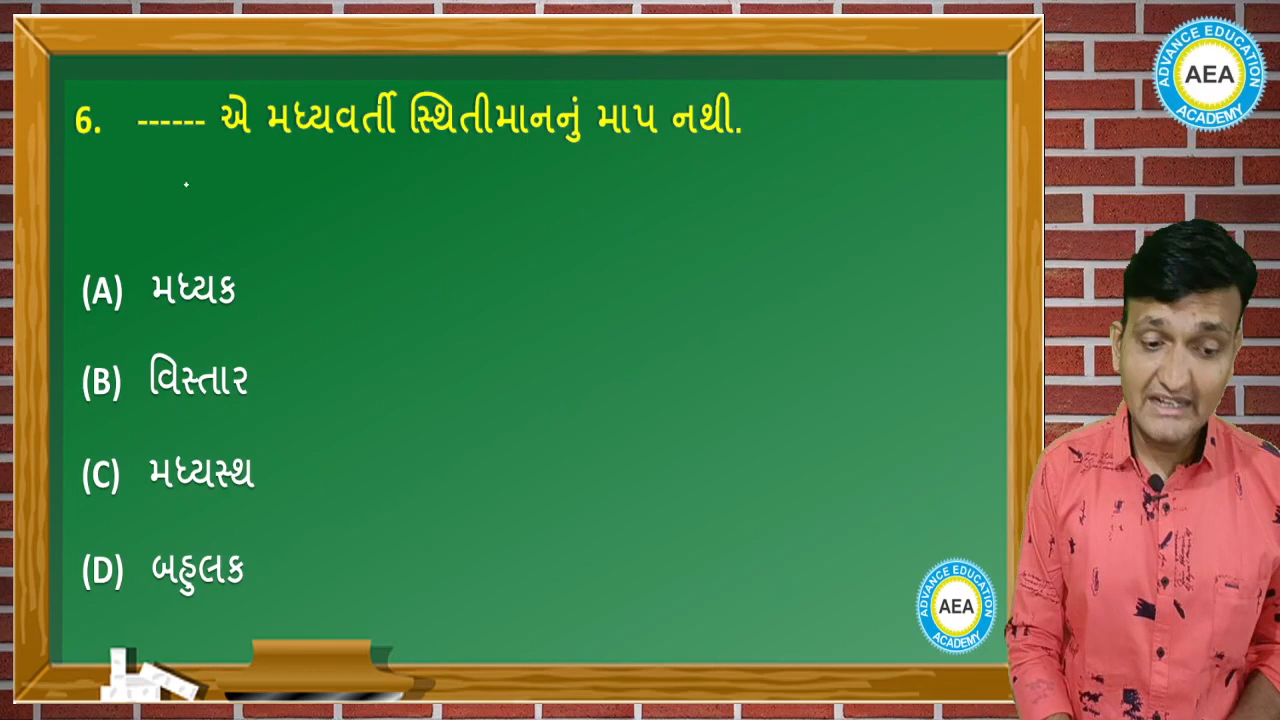 6. ------ એ મધ્યવર્તી સ્થિતીમાનનું માપ નથી.
(A) મધ્યક
(B) વિસ્તાર
(C) મધ્યસ્થ
(D) બહુલક
ADVANCE EDUCATION
AEA
ACADEMY
ADVANCE EDUCATION
AEA
ACADEMY